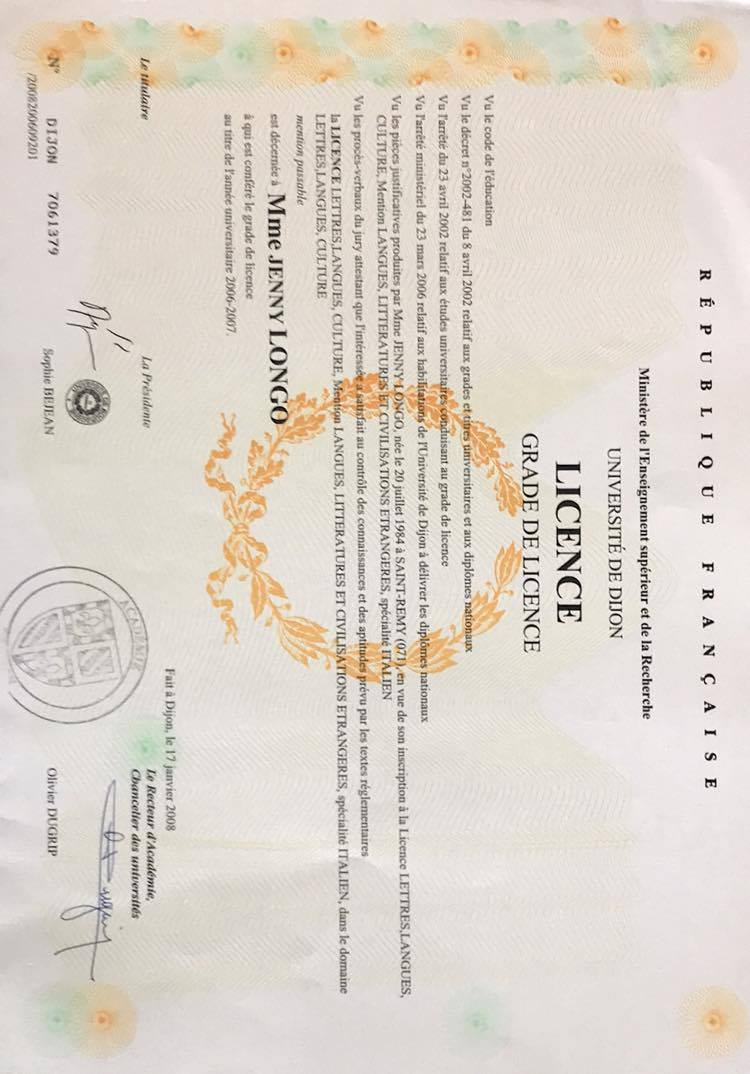 RÉPUBLIQUE FRANÇAISE
Ministère de l'Enseignement supérieur et de la Recherche
UNIVERSITÉ DE DIJON
LICENCE
GRADE DE LICENCE
Vu le code de l'éducation
Vu le décret n°2002-481 du 8 avril 2002 relatif aux grades et titres universitaires et aux diplômes nationaux
Vu l'arrêté du 23 avril 2002 relatif aux études universitaires conduisant au grade de licence
Vu l'arrêté ministériel du 23 mars 2006 relatif aux habilitations de l'Université de Dijon à délivrer les diplômes nationaux
Vu les pièces justificatives produites par Mme JENNY LONGO, née le 20 juillet 1984 à SAINT-REMY (071), en vue de son inscription à la Licence LETTRES,LANGUES,
CULTURE, Mention LANGUES, LITTERATURES ET CIVILISATIONS ETRANGERES, spécialité ITALIEN
Vu les procès-verbaux du jury attestant que l'intéressée a satisfait au contrôle des connaissances et des aptitudes prévu par les textes réglementaires
la LICENCE LETTRES,LANGUES, CULTURE, Mention LANGUES, LITTERATURES ET CIVILISATIONS ETRANGERES, spécialité ITALIEN, dans le domaine
LETTRES,LANGUES, CULTURE
mention passable
est décernée à Mme JENNY LONGO
à qui est conféré le grade de licence
au titre de l'année universitaire 2006-2007.
Fait à Dijon, le 17 janvier 2008
Le titulaire
La Présidente
Le Recteur d'Académie,
Chancelier des universités
ACADÉMIE
Sophie BEJEAN
Olivier DUGRIP
N° DIJON 7061379
/2008200609201